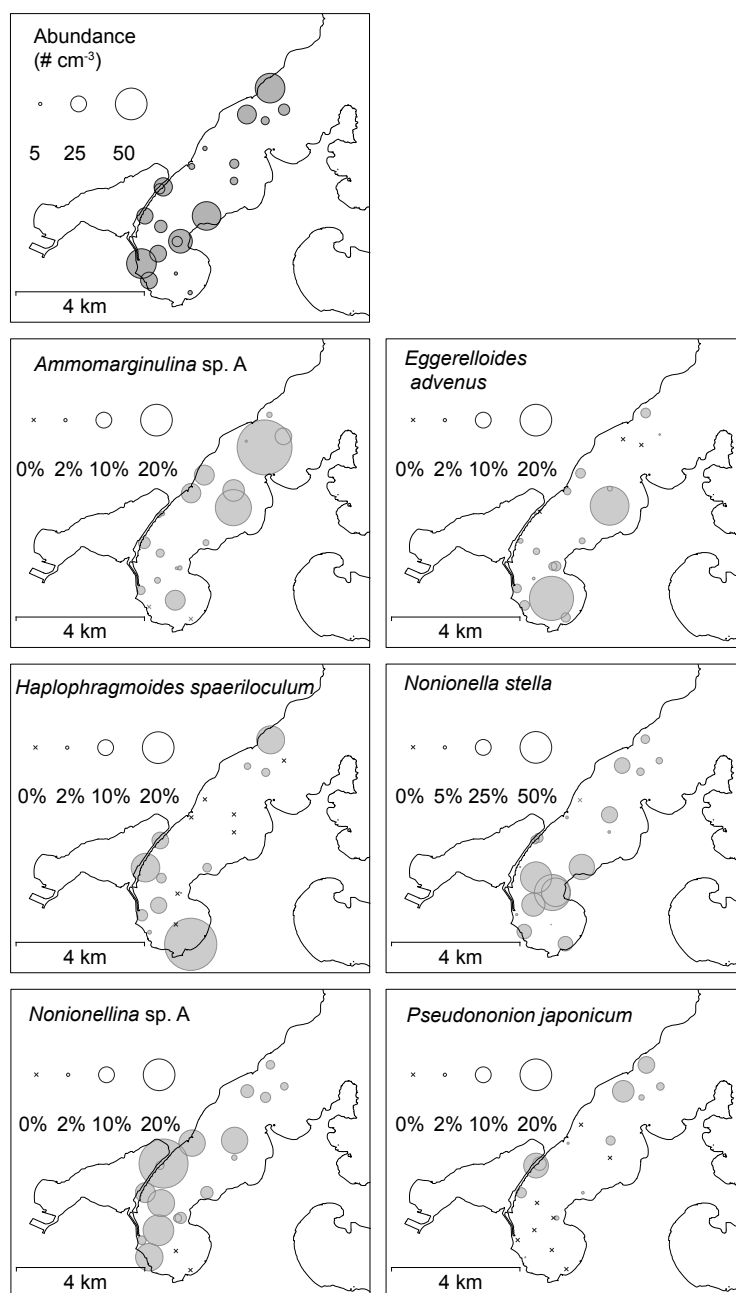 Abundance
(# cm-3)
5 25 50
4 km
Ammomarginulina sp. A
0% 2% 10% 20%
4 km
Eggerelloides
advenus
0% 2% 10% 20%
4 km
Haplophragmoides spaeriloculum
0% 2% 10% 20%
4 km
Nonionella stella
0% 5% 25% 50%
4 km
Nonionellina sp. A
0% 2% 10% 20%
4 km
Pseudononion japonicum
0% 2% 10% 20%
4 km